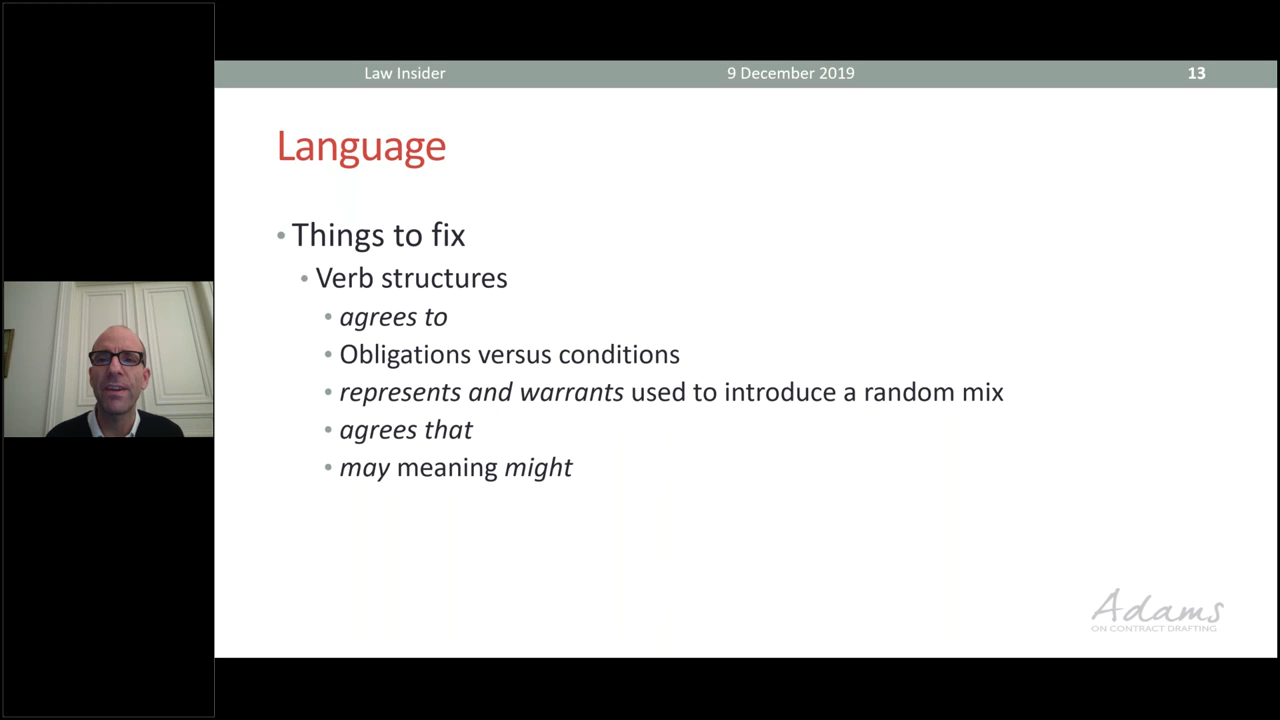 Law Insider 9 December 2019 13
Language
• Things to fix
• Verb structures
• agrees to
• Obligations versus conditions
• represents and warrants used to introduce a random mix
• agrees that
• may meaning might
Adams
ON CONTRACT DRAFTING